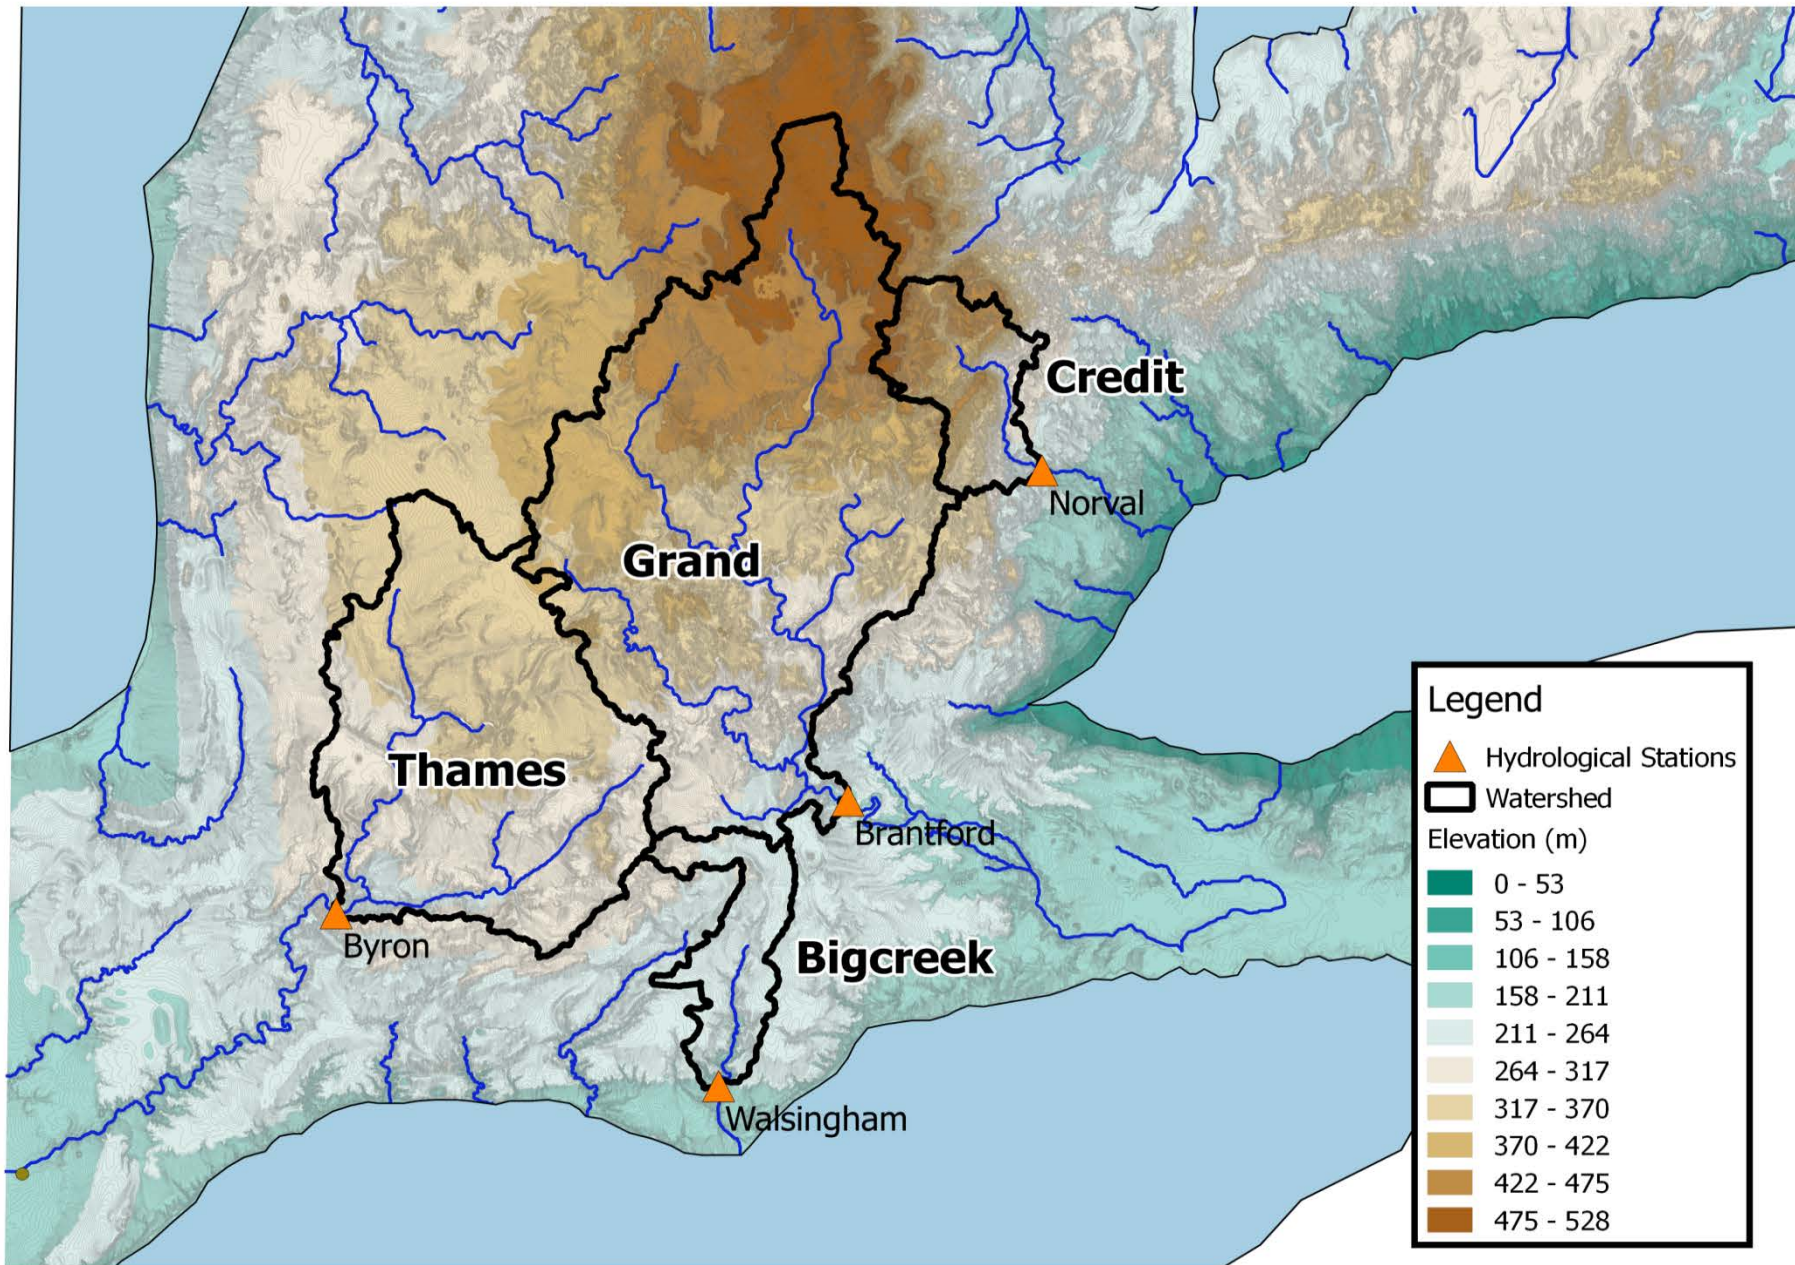 Credit
Norval
Grand
Thames
Brantford
Byron
Bigcreek
Walsingham
Legend
Hydrological Stations
Watershed
Elevation (m)
0 - 53
53 - 106
106 - 158
158 - 211
211 - 264
264 - 317
317 - 370
370 - 422
422 - 475
475 - 528